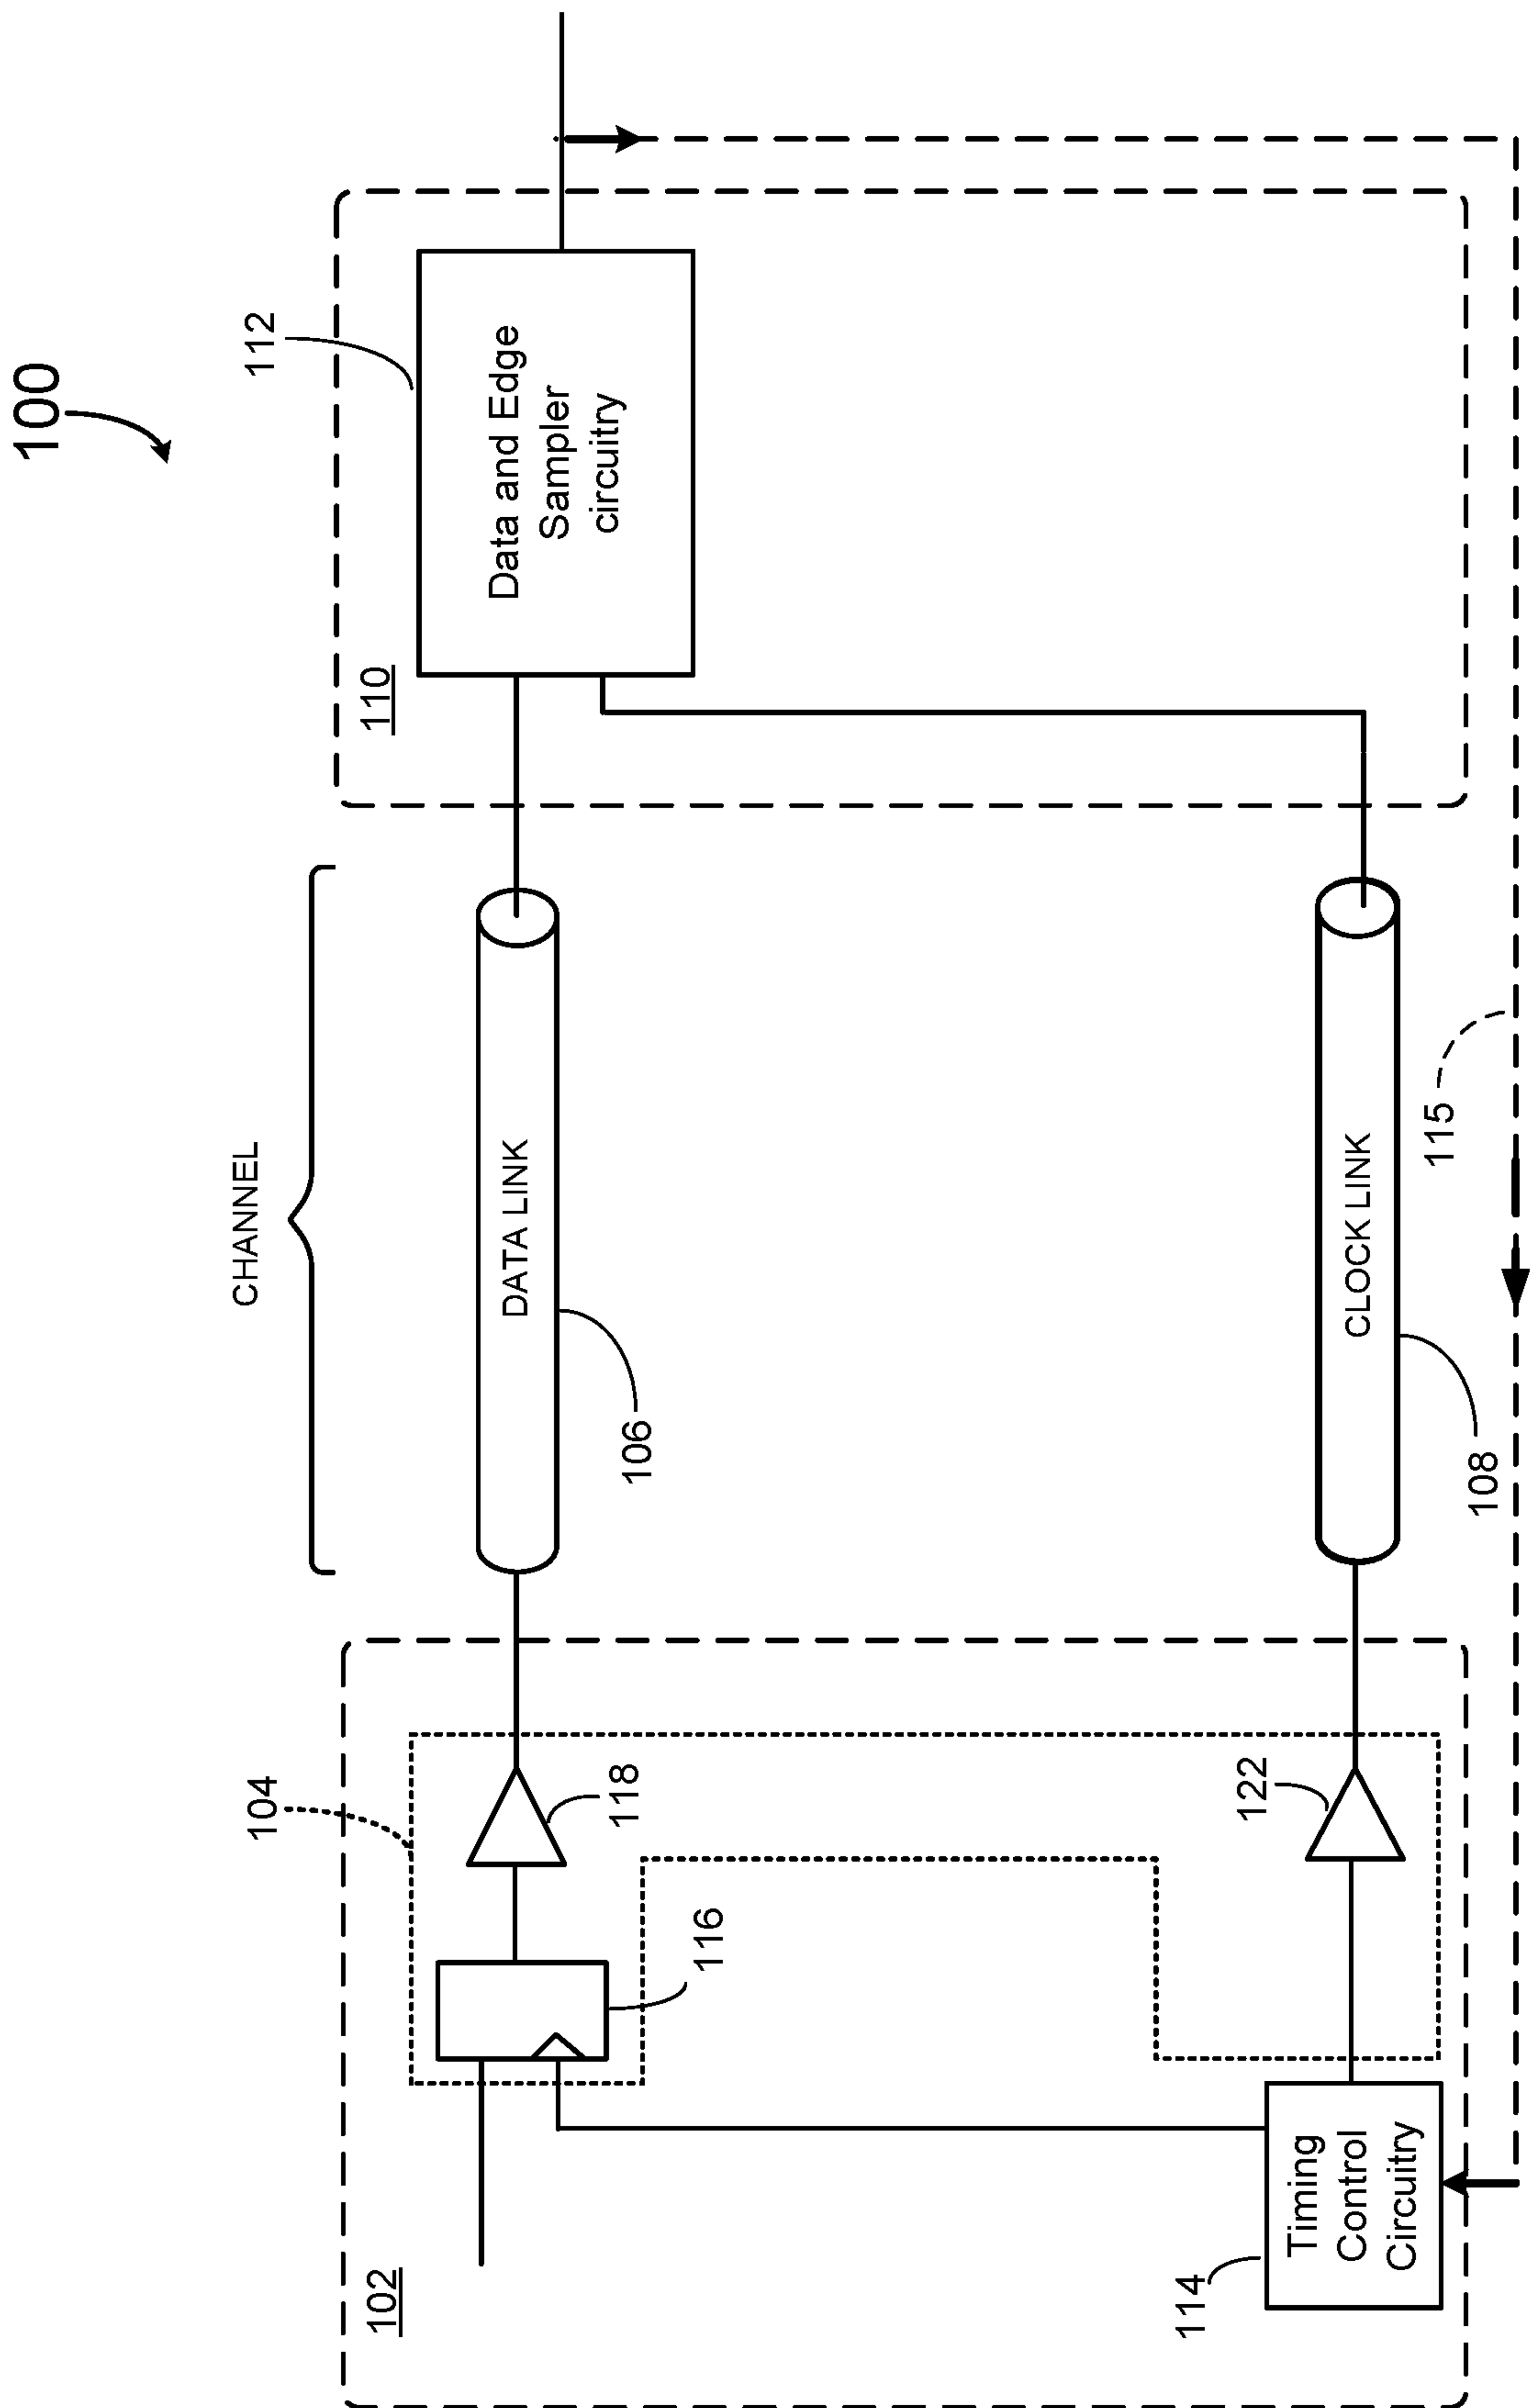 100
CHANNEL
104
112
102
110
118
116
106
DATA LINK
Data and Edge
Sampler
circuitry
122
114
Timing
Control
Circuitry
CLOCK LINK
108
115